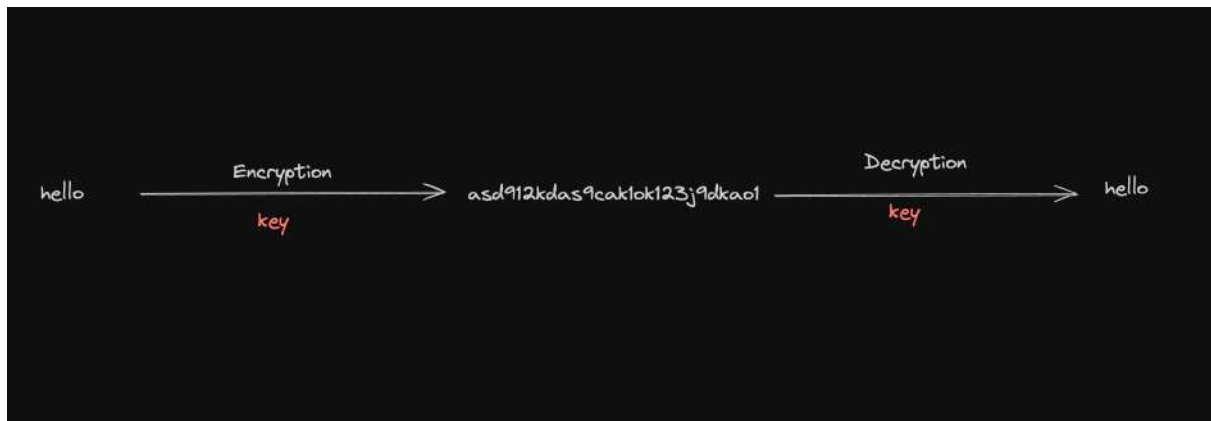 hello
Encryption
key
asd912kdas9cak1ok123j9dkao1
Decryption
key
hello